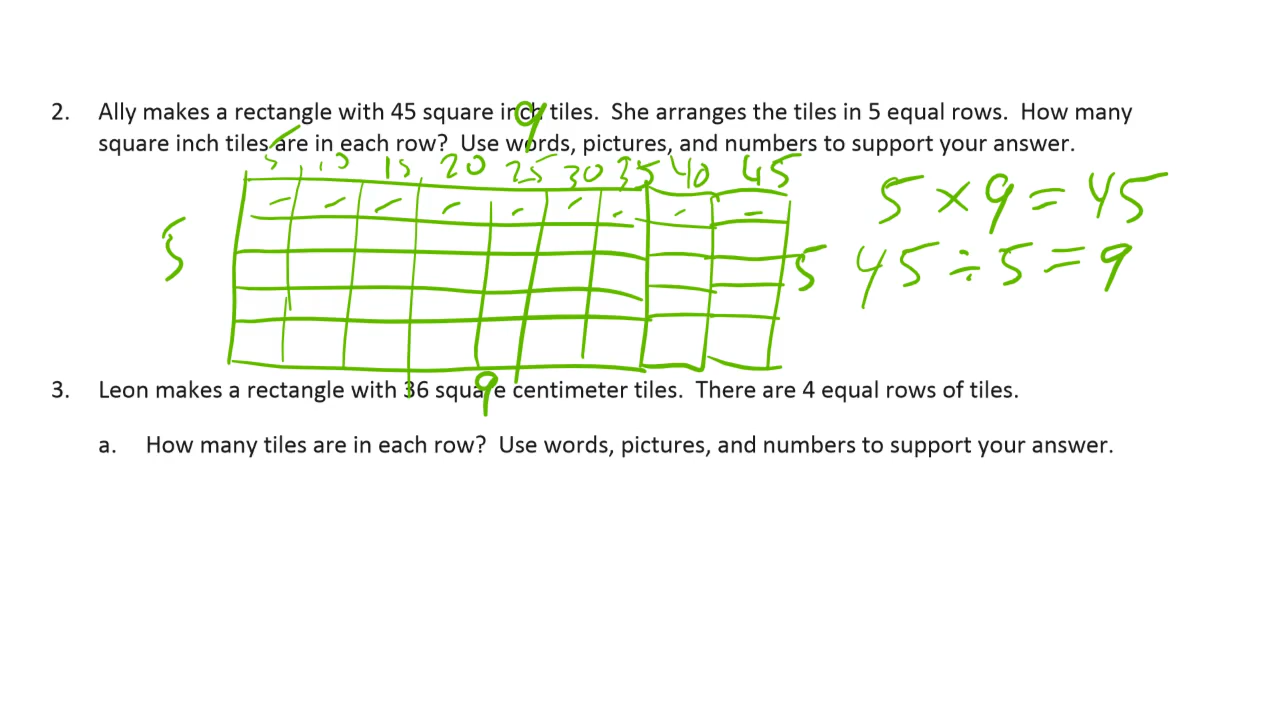 2. Ally makes a rectangle with 45 square inch tiles. She arranges the tiles in 5 equal rows. How many
square inch tiles are in each row? Use words, pictures, and numbers to support your answer.
9
5 10 15 20 25 30 35 40 45
5 × 9 = 45
5
5
45 ÷ 5 = 9
9
3. Leon makes a rectangle with 36 square centimeter tiles. There are 4 equal rows of tiles.
a. How many tiles are in each row? Use words, pictures, and numbers to support your answer.